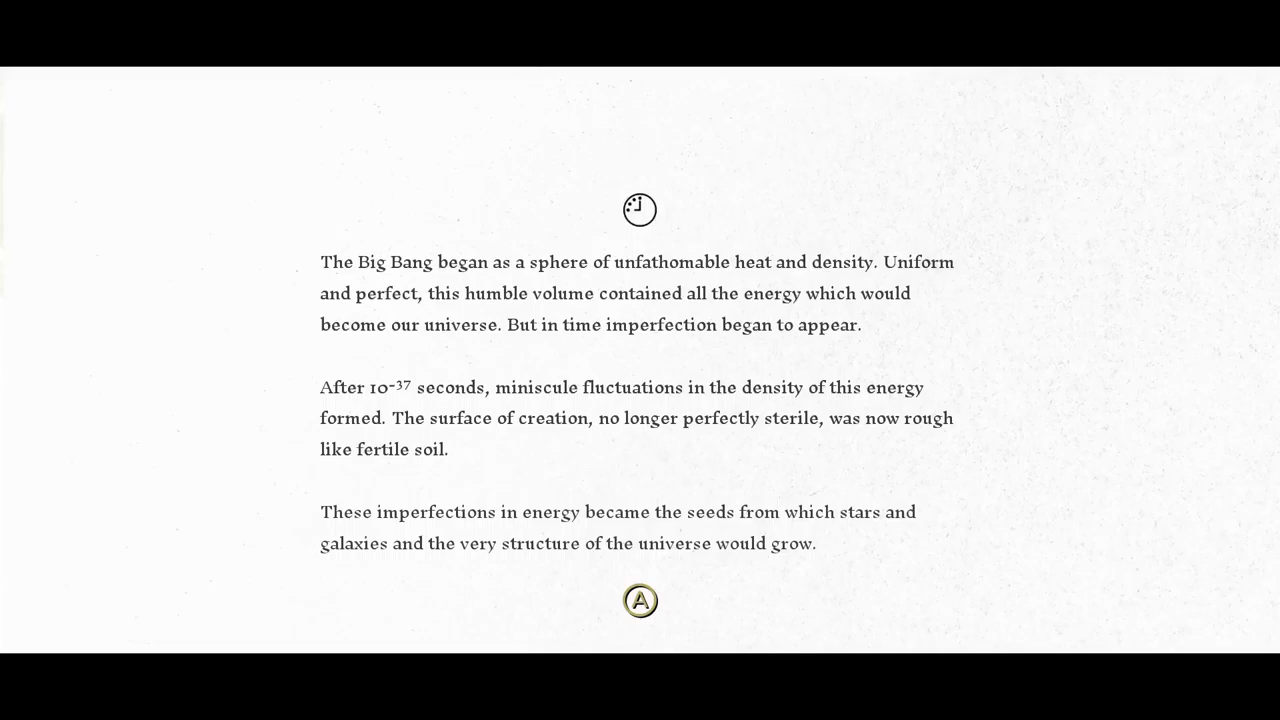 The Big Bang began as a sphere of unfathomable heat and density. Uniform
and perfect, this humble volume contained all the energy which would
become our universe. But in time imperfection began to appear.
After 10-³⁷ seconds, miniscule fluctuations in the density of this energy
formed. The surface of creation, no longer perfectly sterile, was now rough
like fertile soil.
These imperfections in energy became the seeds from which stars and
galaxies and the very structure of the universe would grow.
A